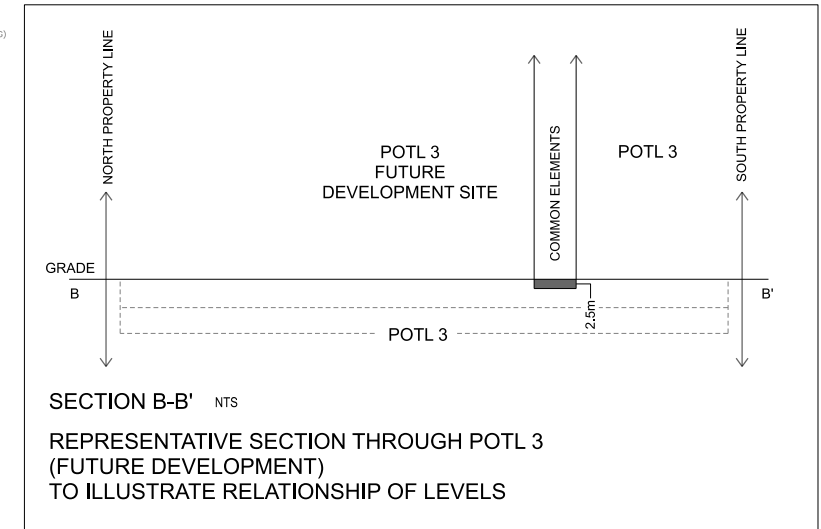 NORTH PROPERTY LINE
POTL 3
FUTURE
DEVELOPMENT SITE
COMMON ELEMENTS
POTL 3
SOUTH PROPERTY LINE
GRADE
B
B'
2.5m
POTL 3
SECTION B-B' NTS
REPRESENTATIVE SECTION THROUGH POTL 3
(FUTURE DEVELOPMENT)
TO ILLUSTRATE RELATIONSHIP OF LEVELS